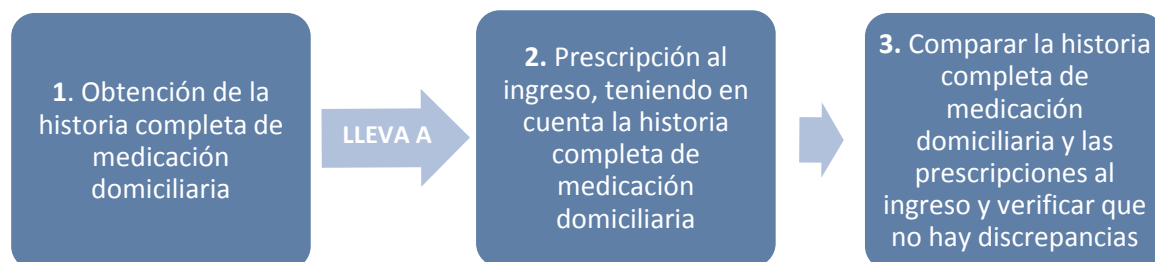 1. Obtención de la
historia completa de
medicación
domiciliaria
LLEVA A
2. Prescripción al
ingreso, teniendo en
cuenta la historia
completa de
medicación
domiciliaria
3. Comparar la historia
completa de
medicación
domiciliaria y las
prescripciones al
ingreso y verificar que
no hay discrepancias